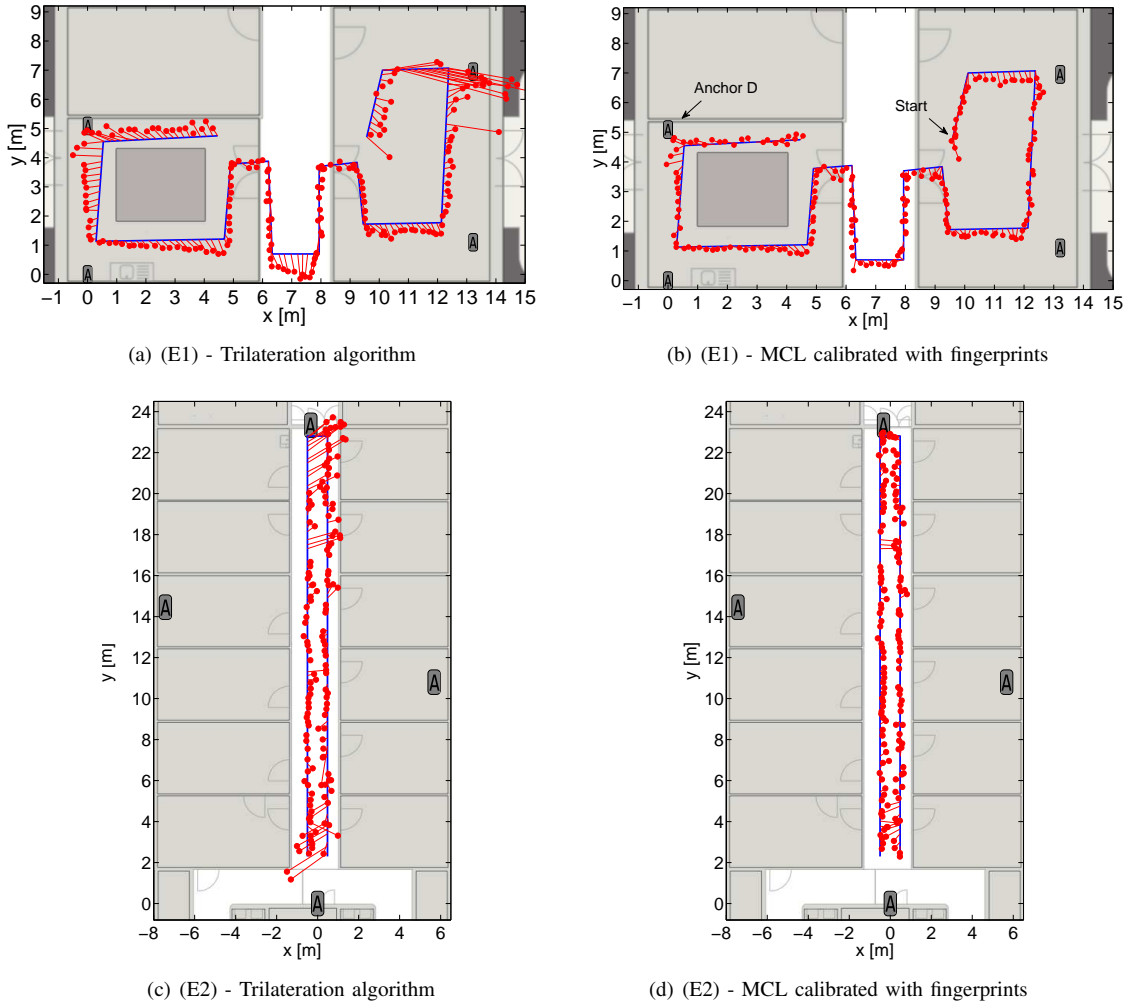 9
8
7
6
5
4
3
2
1
0
y [m]
A
A
A
A
−1 0 1 2 3 4 5 6 7 8 9 10 11 12 13 14 15
x [m]
(a) (E1) - Trilateration algorithm
9
8
7
6
5
4
3
2
1
0
y [m]
Anchor D
Start
A
A
A
A
−1 0 1 2 3 4 5 6 7 8 9 10 11 12 13 14 15
x [m]
(b) (E1) - MCL calibrated with fingerprints
24
22
20
18
16
14
12
10
8
6
4
2
0
y [m]
A
A
A
A
−8 −6 −4 −2 0 2 4 6
x [m]
(c) (E2) - Trilateration algorithm
24
22
20
18
16
14
12
10
8
6
4
2
0
y [m]
A
A
A
A
−8 −6 −4 −2 0 2 4 6
x [m]
(d) (E2) - MCL calibrated with fingerprints